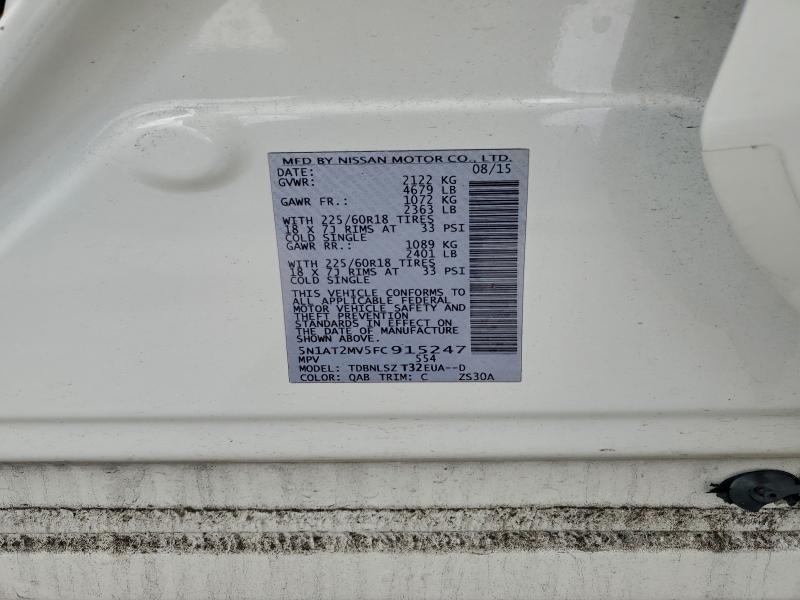 MFD BY NISSAN MOTOR CO., LTD.
DATE: 08/15
GVWR: 2122 KG
4679 LB
GAWR FR.: 1072 KG
2363 LB
WITH 225/60R18 TIRES
18 X 7J RIMS AT 33 PSI
COLD SINGLE
GAWR RR.: 1089 KG
2401 LB
WITH 225/60R18 TIRES
18 X 7J RIMS AT 33 PSI
COLD SINGLE
THIS VEHICLE CONFORMS TO
ALL APPLICABLE FEDERAL
MOTOR VEHICLE SAFETY AND
THEFT PREVENTION
STANDARDS IN EFFECT ON
THE DATE OF MANUFACTURE
SHOWN ABOVE.
5N1AT2MV5FC915247
MPV 554
MODEL: TDBNLSZ T32EUA--D
COLOR: QAB TRIM: C ZS30A